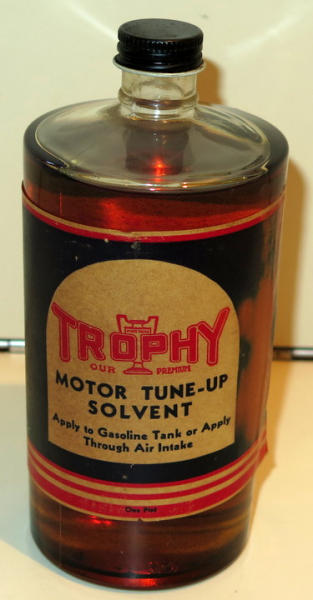 TROPHY
OUR PREMIUM
MOTOR TUNE-UP
SOLVENT
Apply to Gasoline Tank or Apply
Through Air Intake
One Pint